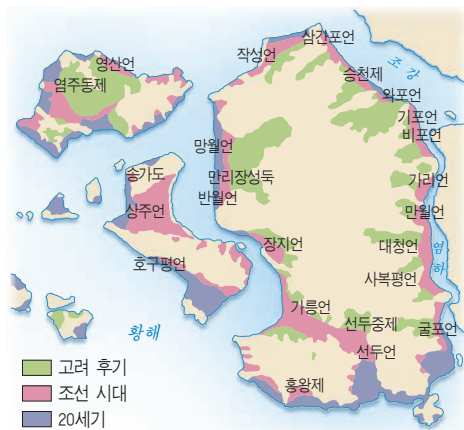 삼간포언
작성언
영산언
염주동제
승천제
조강
와포언
기포언
비포언
망월언
만리장성둑
반월언
송가도
상주언
가리언
만월언
장지언
대청언
염하
호구평언
사복평언
기릉언
선두중제
굴포언
황해
선두언
홍왕제
고려 후기
조선 시대
20세기